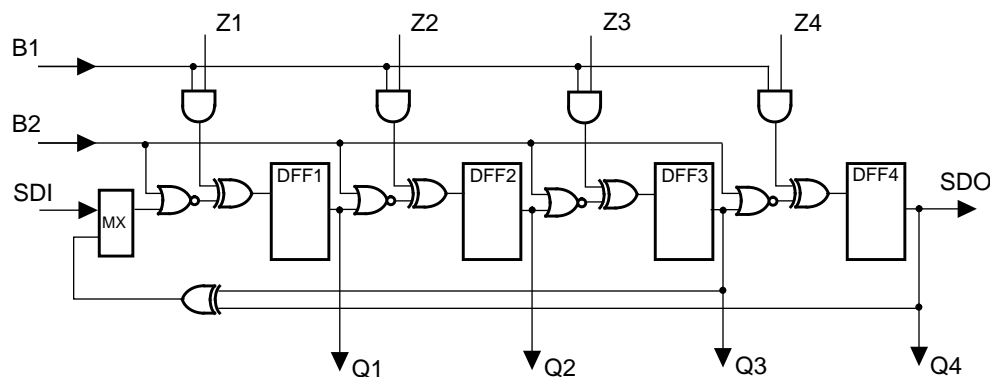 Z1 Z2 Z3 Z4
B1
B2
DFF1 DFF2 DFF3 DFF4
SDI SDO
MX
Q1 Q2 Q3 Q4